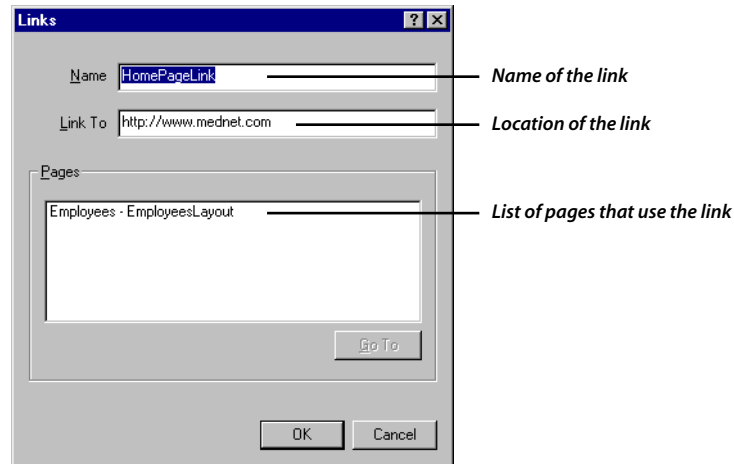 Links
Name HomePageLink
Name of the link
Link To http://www.mednet.com
Location of the link
Pages
Employees - EmployeesLayout
List of pages that use the link
Go To
OK Cancel